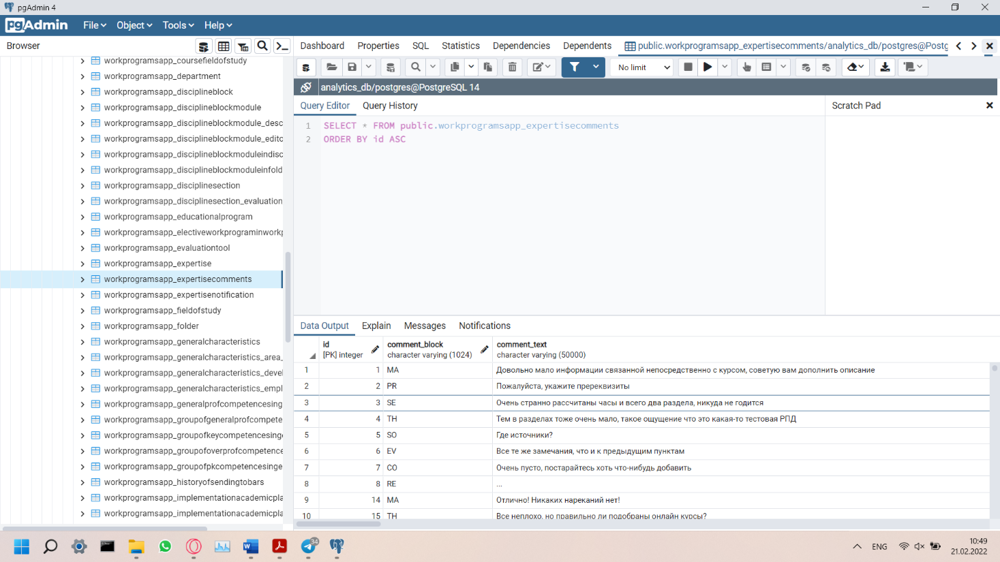 pgAdmin 4
pgAdmin File Object Tools Help
Browser
Dashboard Properties SQL Statistics Dependencies Dependents public.workprogramsapp_expertisecomments/analytics_db/postgres@Postg
No limit
analytics_db/postgres@PostgreSQL 14
Query Editor Query History
Scratch Pad
1 SELECT * FROM public.workprogramsapp_expertisecomments
2 ORDER BY id ASC
workprogramsapp_coursefieldofstudy
workprogramsapp_department
workprogramsapp_disciplineblock
workprogramsapp_disciplineblockmodule
workprogramsapp_disciplineblockmodule_desc
workprogramsapp_disciplineblockmodule_edito
workprogramsapp_disciplineblockmoduleindisc
workprogramsapp_disciplineblockmoduleinfold
workprogramsapp_disciplinesection
workprogramsapp_disciplinesection_evaluation
workprogramsapp_educationalprogram
workprogramsapp_electiveworkprograminworkp
workprogramsapp_evaluationtool
workprogramsapp_expertise
workprogramsapp_expertisecomments
workprogramsapp_expertisenotification
workprogramsapp_fieldofstudy
workprogramsapp_folder
workprogramsapp_generalcharacteristics
workprogramsapp_generalcharacteristics_area_
workprogramsapp_generalcharacteristics_devel
workprogramsapp_generalcharacteristics_empl
workprogramsapp_generalprofcompetencesing
workprogramsapp_groupofgeneralprofcompete
workprogramsapp_groupofkeycompetencesinge
workprogramsapp_groupofoverprofcompetence
workprogramsapp_groupofpkcompetencesinge
workprogramsapp_historyofsendingtobars
workprogramsapp_implementationacademicpla
workprogramsapp_implementationacademicpla
Data Output Explain Messages Notifications
id comment_block comment_text
[PK] integer character varying (1024) character varying (50000)
1 1 MA Довольно мало информации связанной непосредственно с курсом, советую вам дополнить описание
2 2 PR Пожалуйста, укажите пререквизиты
3 3 SE Очень странно рассчитаны часы и всего два раздела, никуда не годится
4 4 TH Тем в разделах тоже очень мало, такое ощущение что это какая-то тестовая РПД
5 5 SO Где источники?
6 6 EV Все те же замечания, что и к предыдущим пунктам
7 7 CO Очень пусто, постарайтесь хоть что-нибудь добавить
8 8 RE ...
9 14 MA Отлично! Никаких нареканий нет!
10 15 TH Все неплохо, но правильно ли подобраны онлайн курсы?
34
ENG
10:49
21.02.2022